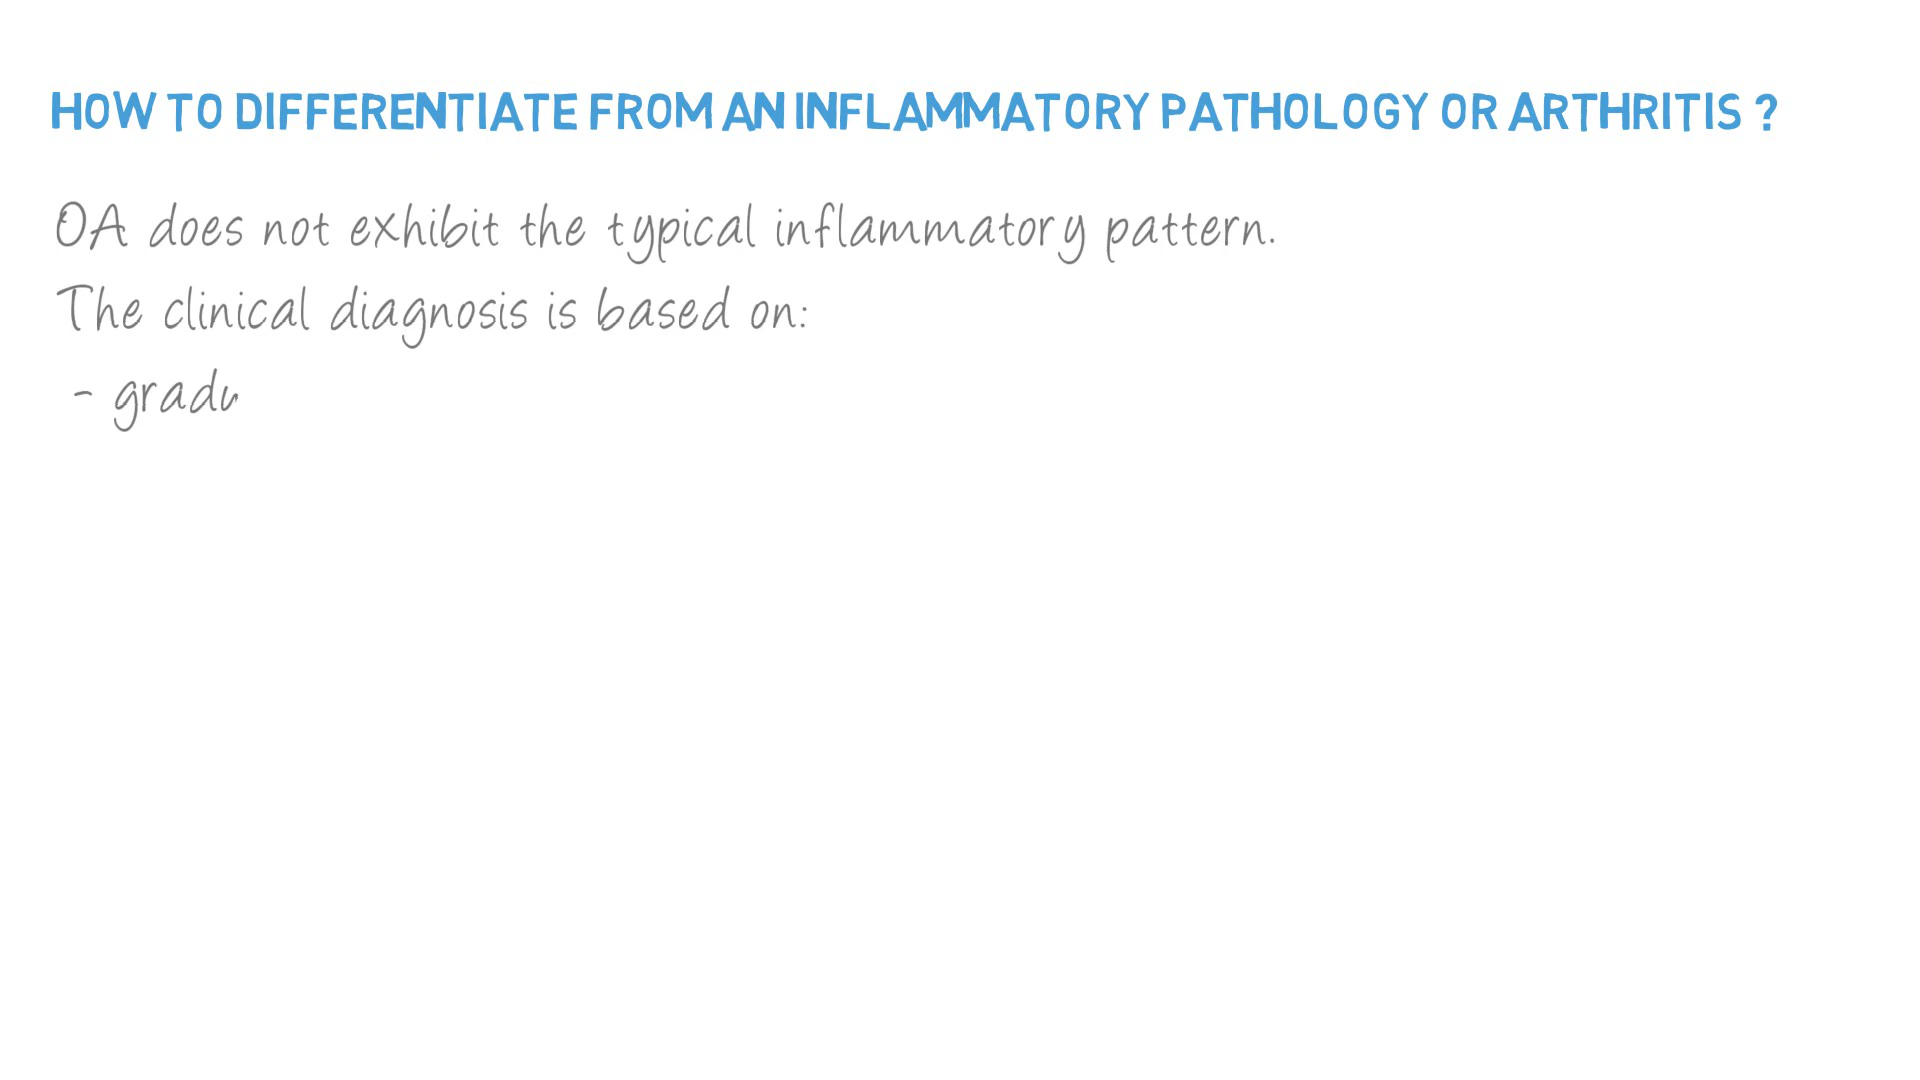 HOW TO DIFFERENTIATE FROM AN INFLAMMATORY PATHOLOGY OR ARTHRITIS ?
OA does not exhibit the typical inflammatory pattern.
The clinical diagnosis is based on:
- gradu